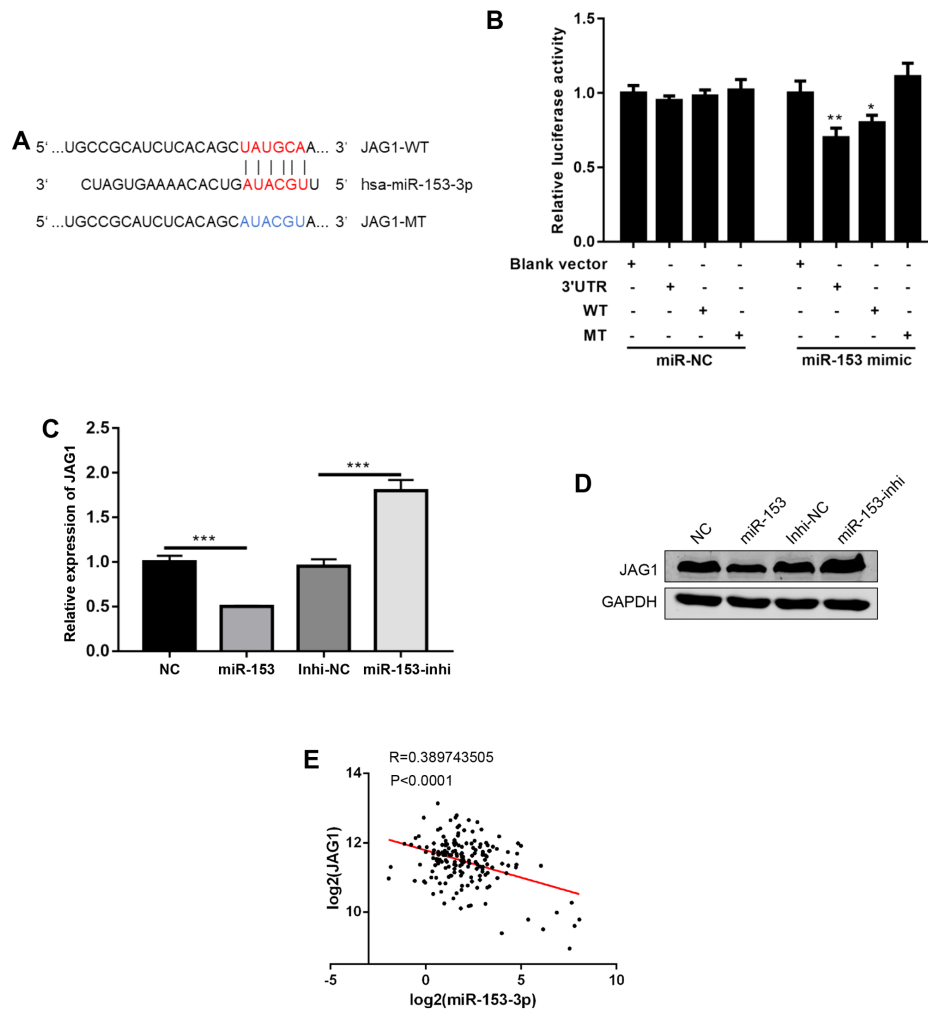 A
5‘ ...UGCCGCAUCUCACAGCUAUGCAA... 3’ JAG1-WT
3’ CUAGUGAAAACACUGAUACGUU 5‘ hsa-miR-153-3p
5‘ ...UGCCGCAUCUCACAGCAUACGUA... 3’ JAG1-MT
B
Relative luciferase activity
1.5
1.0
0.5
0.0
** *
Blank vector + - - - + - - -
3'UTR - + - - - + - -
WT - - + - - - + -
MT - - - + - - - +
miR-NC miR-153 mimic
C
Relative expression of JAG1
2.5
2.0
1.5
1.0
0.5
0.0
*** ***
NC miR-153 Inhi-NC miR-153-inhi
D
NC miR-153 Inhi-NC miR-153-inhi
JAG1
GAPDH
E
R=0.389743505
P<0.0001
log2(JAG1)
14
12
10
-5 0 5 10
log2(miR-153-3p)